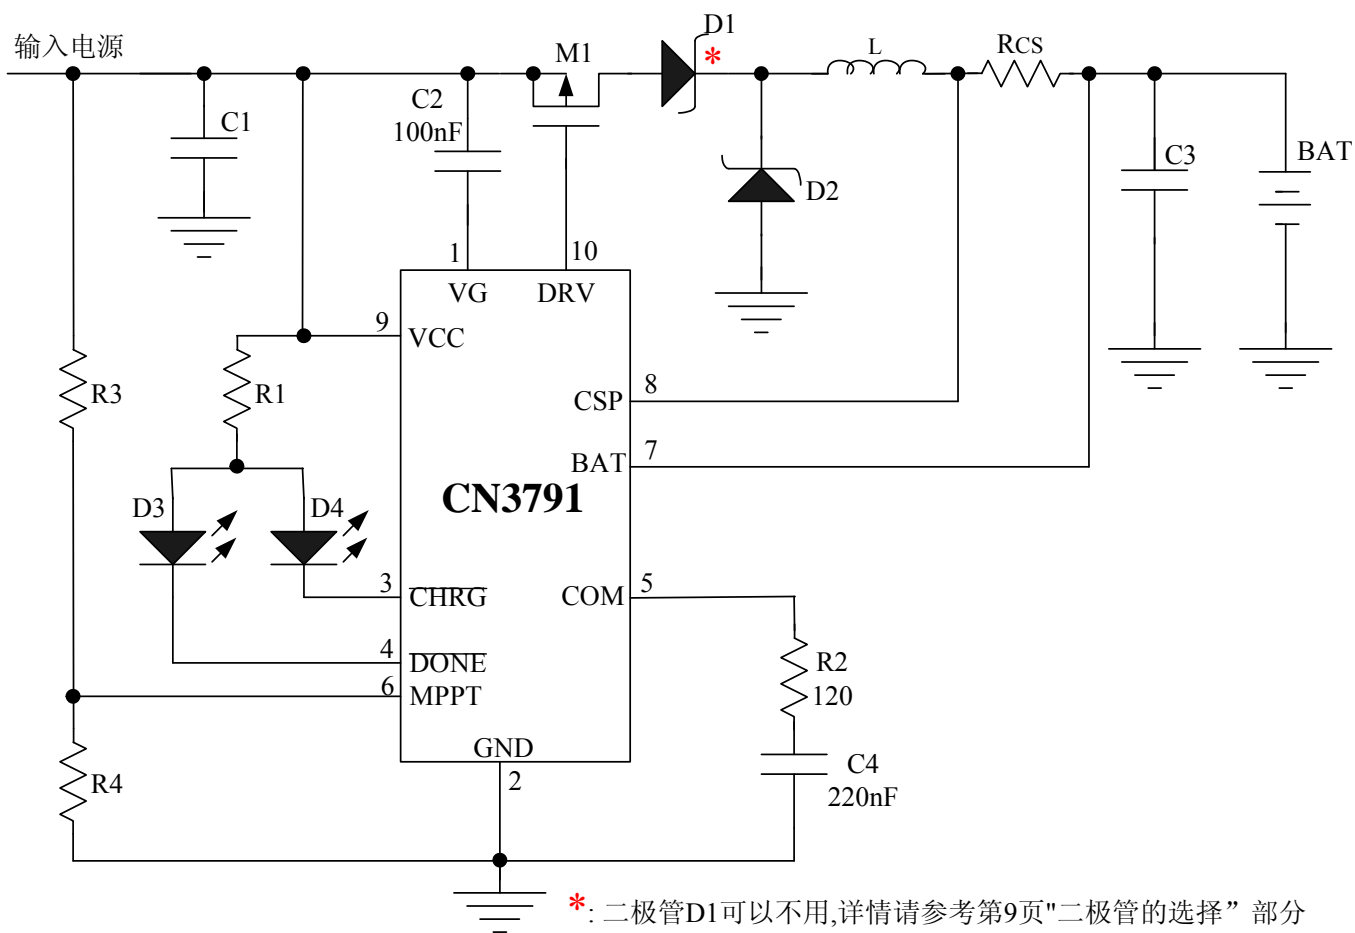 输入电源
D1
*
M1
L
RCS
C1
C2
100nF
C3
BAT
D2
1
10
VG
DRV
9
VCC
R3
R1
8
CSP
7
BAT
CN3791
D3
D4
3
CHRG
5
COM
4
DONE
6
MPPT
R2
120
GND
2
R4
C4
220nF
*: 二极管D1可以不用,详情请参考第9页"二极管的选择” 部分